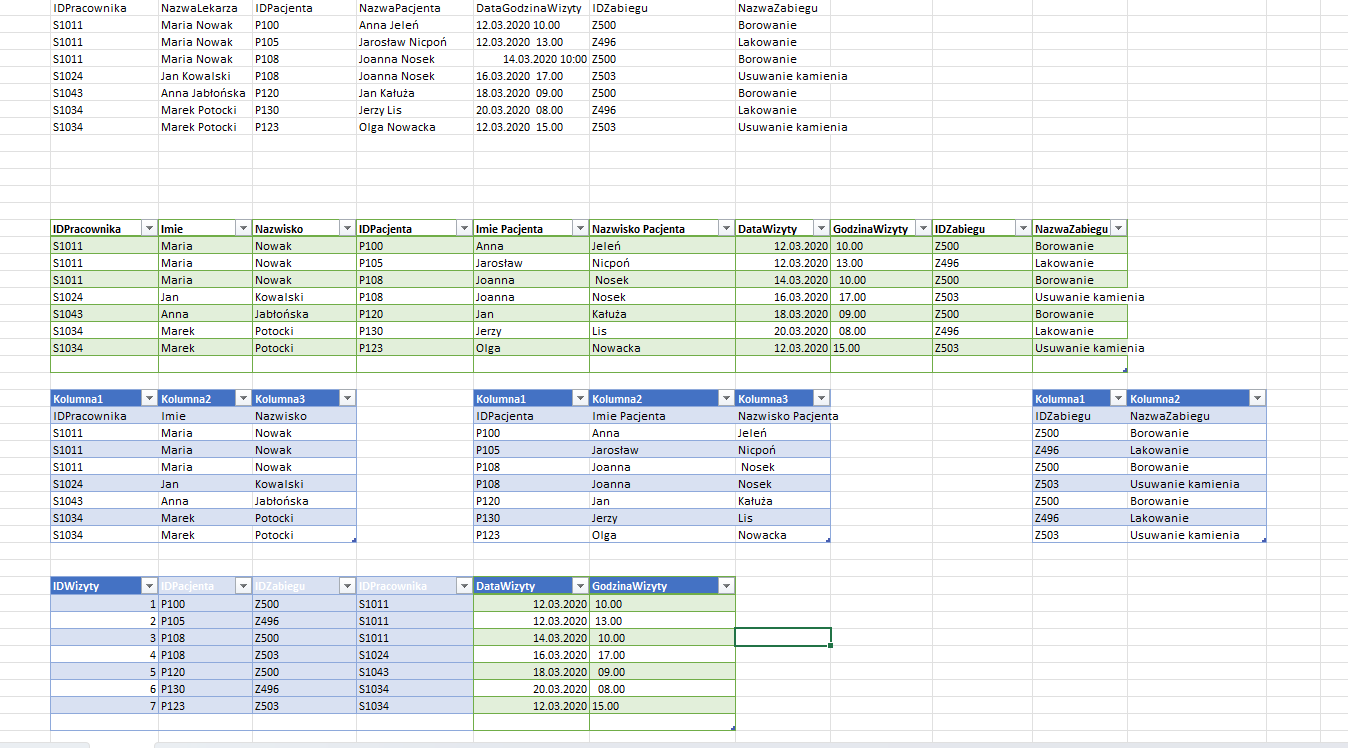 IDPracownika NazwaLekarza IDPacjenta NazwaPacjenta DataGodzinaWizyty IDZabiegu NazwaZabiegu
S1011 Maria Nowak P100 Anna Jeleń 12.03.2020 10.00 Z500 Borowanie
S1011 Maria Nowak P105 Jarosław Nicpoń 12.03.2020 13.00 Z496 Lakowanie
S1011 Maria Nowak P108 Joanna Nosek 14.03.2020 10:00 Z500 Borowanie
S1024 Jan Kowalski P108 Joanna Nosek 16.03.2020 17.00 Z503 Usuwanie kamienia
S1043 Anna Jabłońska P120 Jan Kałuża 18.03.2020 09.00 Z500 Borowanie
S1034 Marek Potocki P130 Jerzy Lis 20.03.2020 08.00 Z496 Lakowanie
S1034 Marek Potocki P123 Olga Nowacka 12.03.2020 15.00 Z503 Usuwanie kamienia
IDPracownika Imie Nazwisko IDPacjenta Imie Pacjenta Nazwisko Pacjenta DataWizyty GodzinaWizyty IDZabiegu NazwaZabiegu
S1011 Maria Nowak P100 Anna Jeleń 12.03.2020 10.00 Z500 Borowanie
S1011 Maria Nowak P105 Jarosław Nicpoń 12.03.2020 13.00 Z496 Lakowanie
S1011 Maria Nowak P108 Joanna Nosek 14.03.2020 10.00 Z500 Borowanie
S1024 Jan Kowalski P108 Joanna Nosek 16.03.2020 17.00 Z503 Usuwanie kamienia
S1043 Anna Jabłońska P120 Jan Kałuża 18.03.2020 09.00 Z500 Borowanie
S1034 Marek Potocki P130 Jerzy Lis 20.03.2020 08.00 Z496 Lakowanie
S1034 Marek Potocki P123 Olga Nowacka 12.03.2020 15.00 Z503 Usuwanie kamienia
Kolumna1 Kolumna2 Kolumna3 Kolumna1 Kolumna2 Kolumna3 Kolumna1 Kolumna2
IDPracownika Imie Nazwisko IDPacjenta Imie Pacjenta Nazwisko Pacjenta IDZabiegu NazwaZabiegu
S1011 Maria Nowak P100 Anna Jeleń Z500 Borowanie
S1011 Maria Nowak P105 Jarosław Nicpoń Z496 Lakowanie
S1011 Maria Nowak P108 Joanna Nosek Z500 Borowanie
S1024 Jan Kowalski P108 Joanna Nosek Z503 Usuwanie kamienia
S1043 Anna Jabłońska P120 Jan Kałuża Z500 Borowanie
S1034 Marek Potocki P130 Jerzy Lis Z496 Lakowanie
S1034 Marek Potocki P123 Olga Nowacka Z503 Usuwanie kamienia
IDWizyty IDPacjenta IDZabiegu IDPracownika DataWizyty GodzinaWizyty
1 P100 Z500 S1011 12.03.2020 10.00
2 P105 Z496 S1011 12.03.2020 13.00
3 P108 Z500 S1011 14.03.2020 10.00
4 P108 Z503 S1024 16.03.2020 17.00
5 P120 Z500 S1043 18.03.2020 09.00
6 P130 Z496 S1034 20.03.2020 08.00
7 P123 Z503 S1034 12.03.2020 15.00